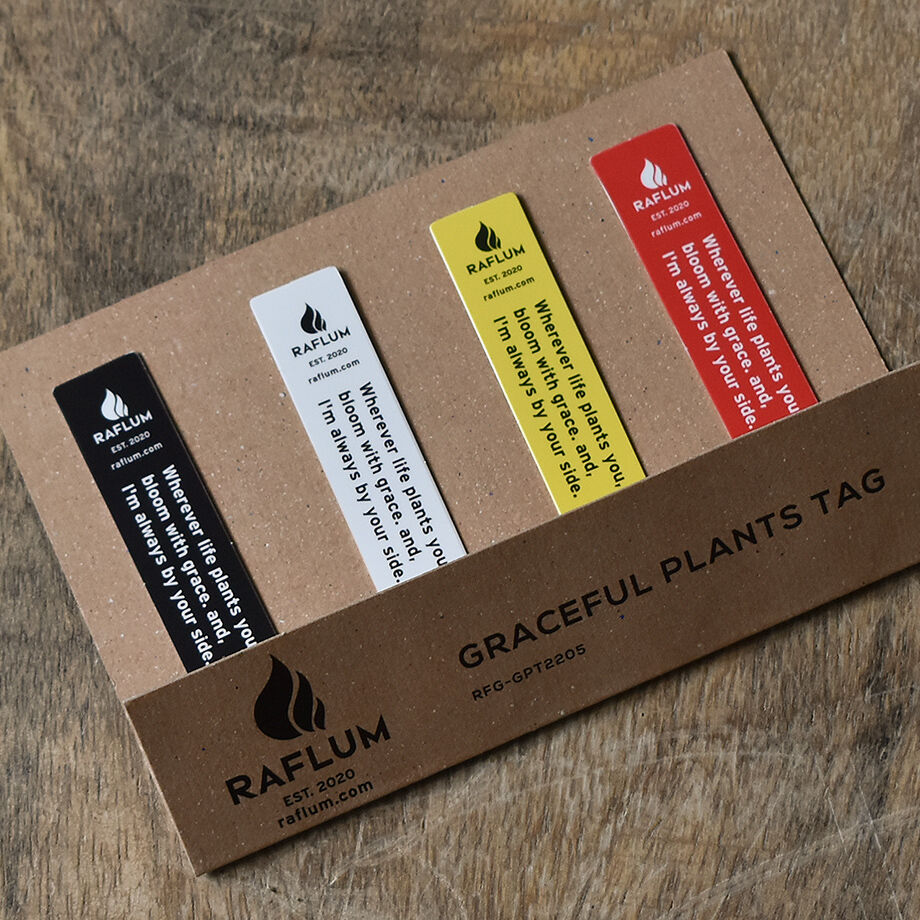 RAFLUM
EST. 2020
raflum.com
Wherever life plants you
bloom with grace. and,
I'm always by your side.
RAFLUM
EST. 2020
raflum.com
Wherever life plants you
bloom with grace. and,
I'm always by your side.
RAFLUM
EST. 2020
raflum.com
Wherever life plants you,
bloom with grace. and,
I'm always by your side.
RAFLUM
EST. 2020
raflum.com
Wherever life plants you
bloom with grace. and,
I'm always by your side.
GRACEFUL PLANTS TAG
RFG-GPT2205
RAFLUM
EST. 2020
raflum.com